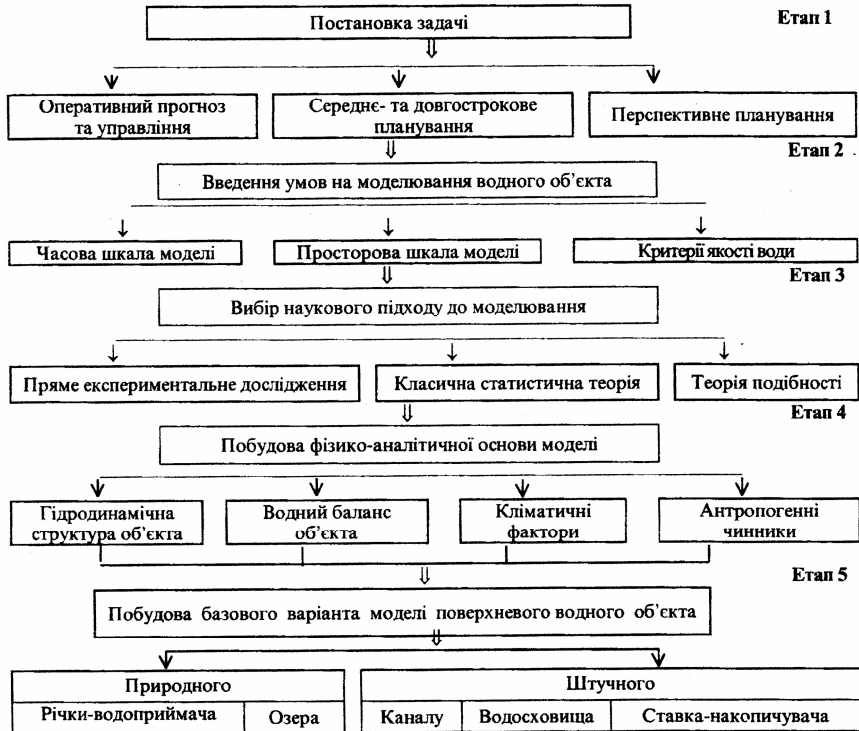 Постановка задачі
Етап 1
Оперативний прогноз
та управління
Середнє- та довгострокове
планування
Перспективне планування
Етап 2
Введення умов на моделювання водного об’єкта
Часова шкала моделі
Просторова шкала моделі
Критерії якості води
Етап 3
Вибір наукового підходу до моделювання
Пряме експериментальне дослідження
Класична статистична теорія
Теорія подібності
Етап 4
Побудова фізико-аналітичної основи моделі
Гідродинамічна
структура об’єкта
Водний баланс
об’єкта
Кліматичні
фактори
Антропогенні
чинники
Етап 5
Побудова базового варіанта моделі поверхневого водного об’єкта
Природного
Штучного
Річки-водоприймача
Озера
Каналу
Водосховища
Ставка-накопичувача